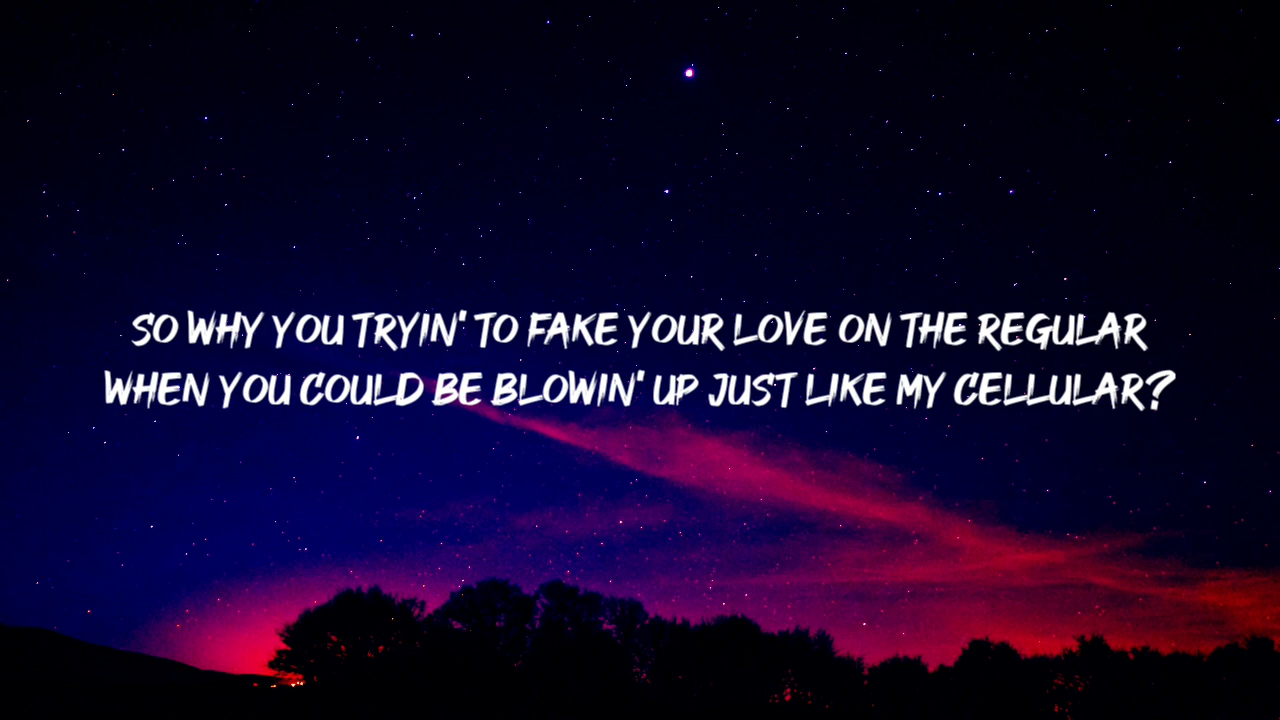 SO WHY YOU TRYIN' TO FAKE YOUR LOVE ON THE REGULAR
WHEN YOU COULD BE BLOWIN' UP JUST LIKE MY CELLULAR?